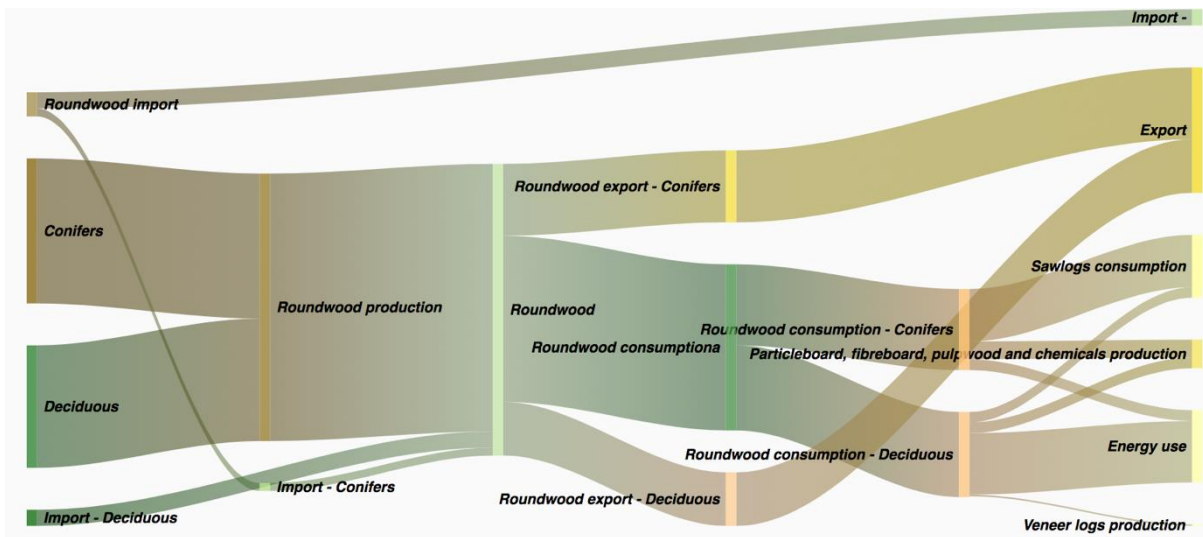 Import -
Roundwood import
Export
Roundwood export - Conifers
Conifers
Sawlogs consumption
Roundwood production
Roundwood
Roundwood consumption - Conifers
Roundwood consumptiona
Particleboard, fibreboard, pulpwood and chemicals production
Deciduous
Energy use
Roundwood consumption - Deciduous
Import - Conifers
Roundwood export - Deciduous
Import - Deciduous
Veneer logs production